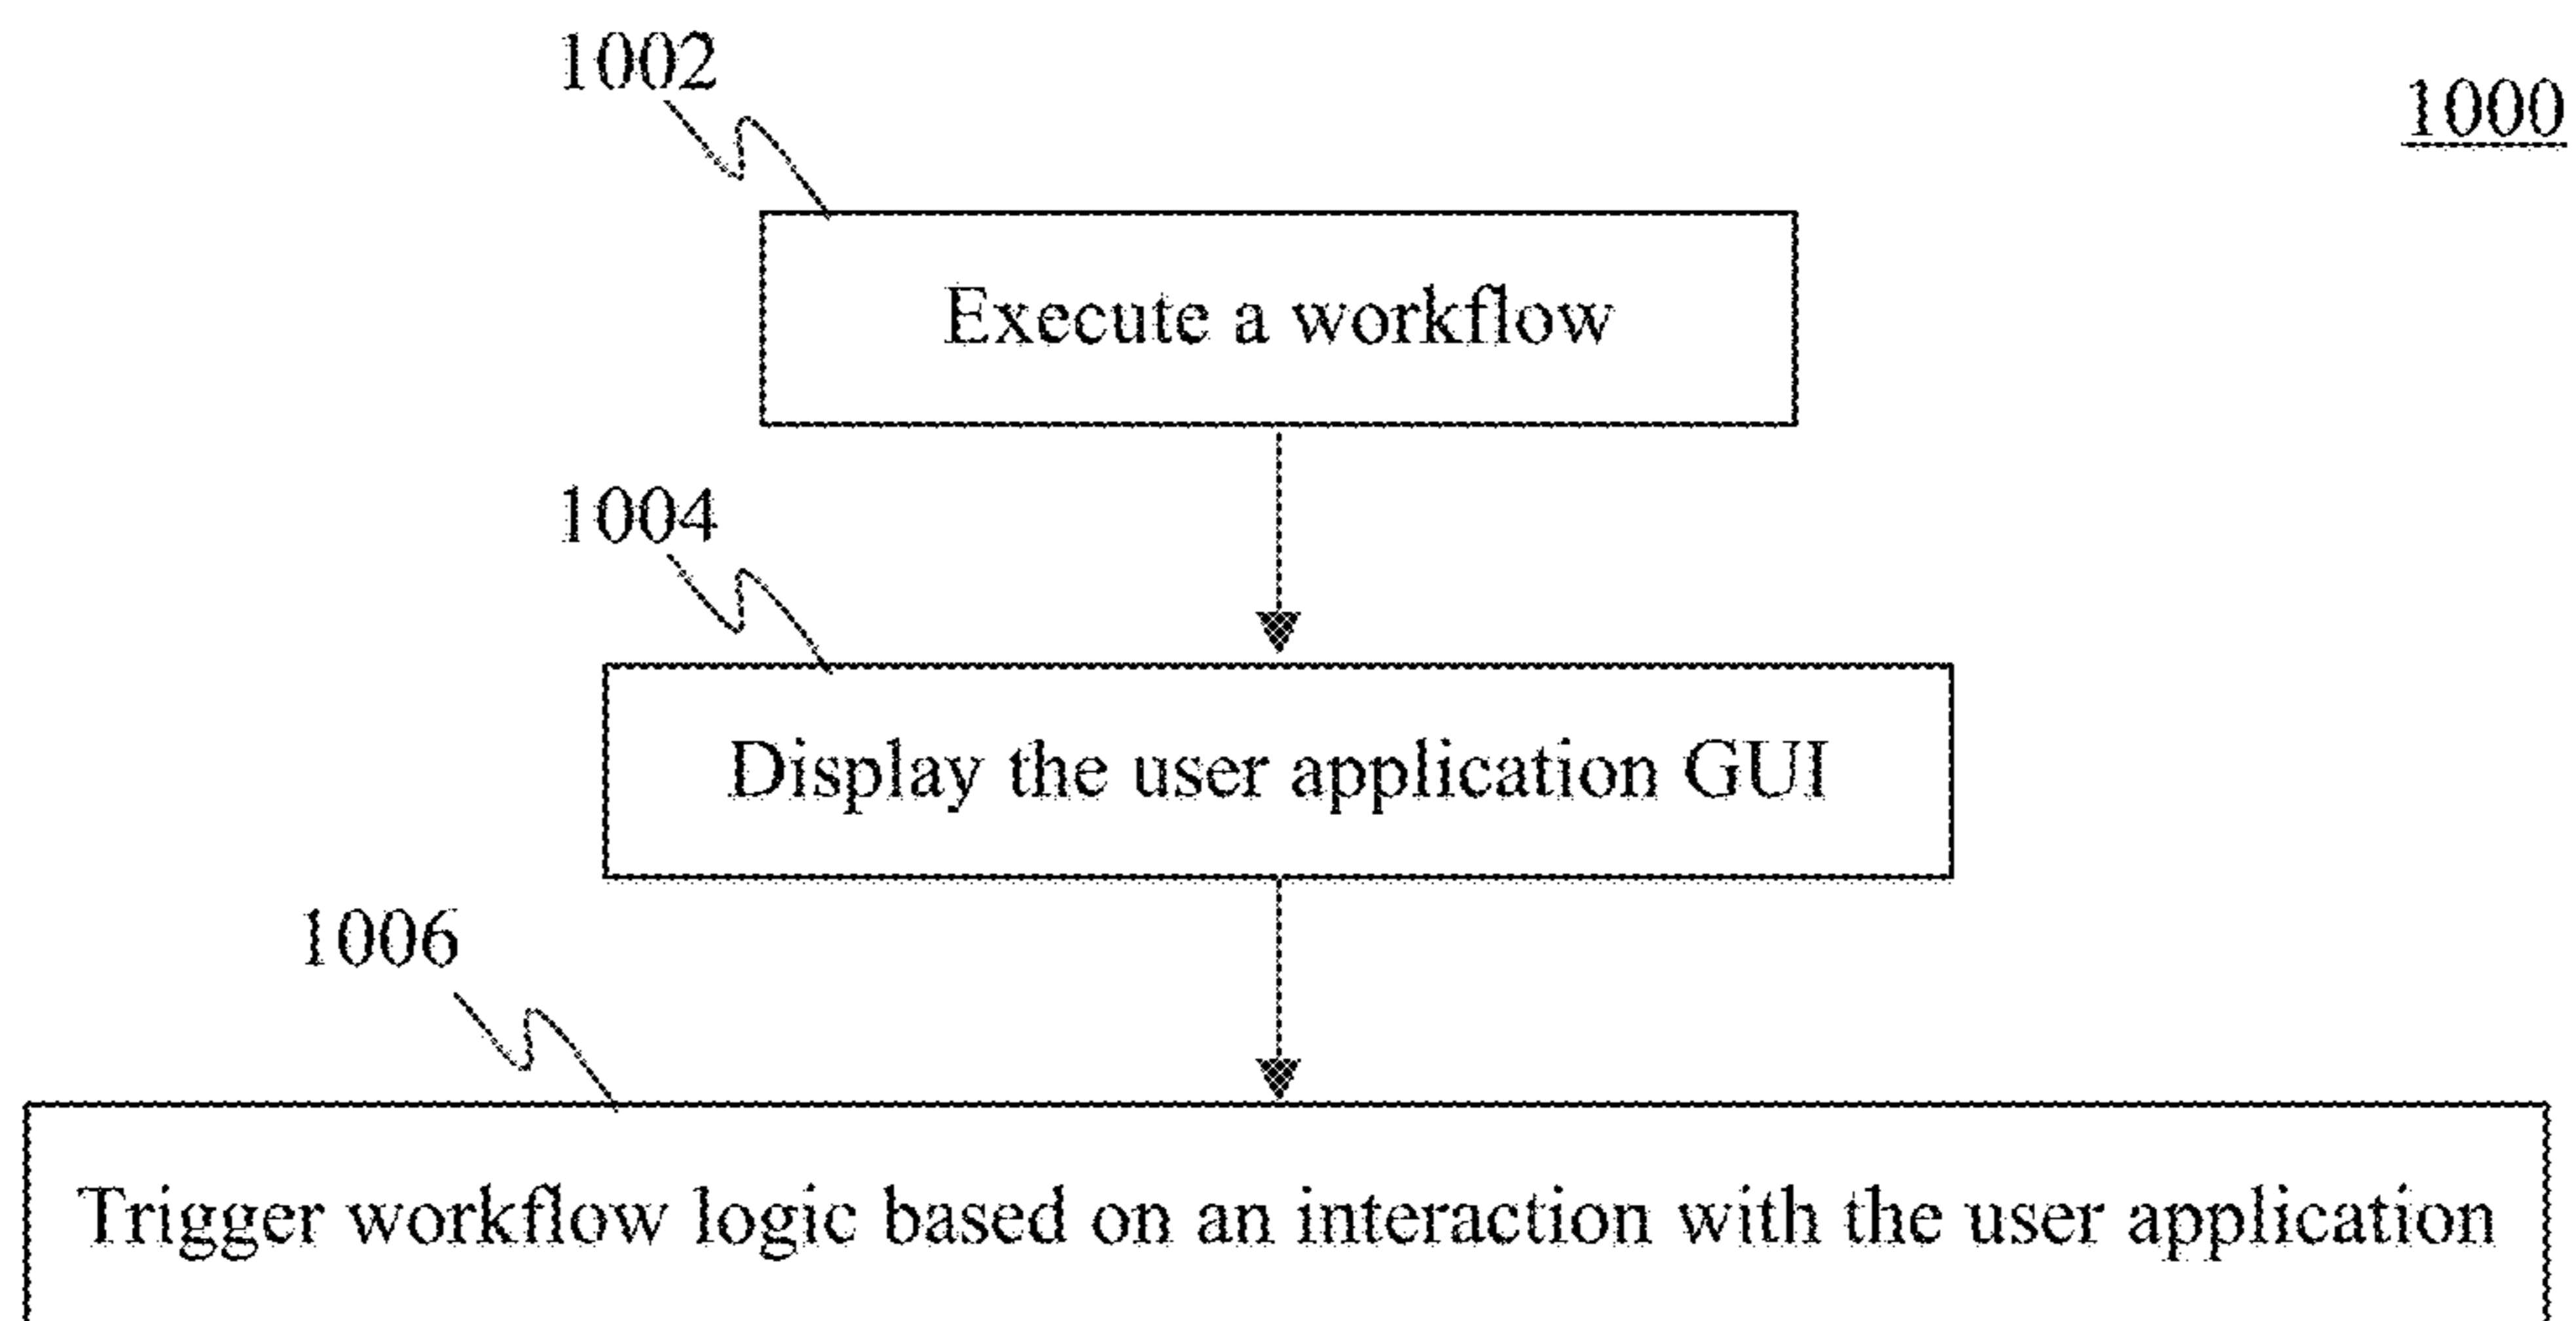 1002
1000
Execute a workflow
1004
Display the user application GUI
1006
Trigger workflow logic based on an interaction with the user application